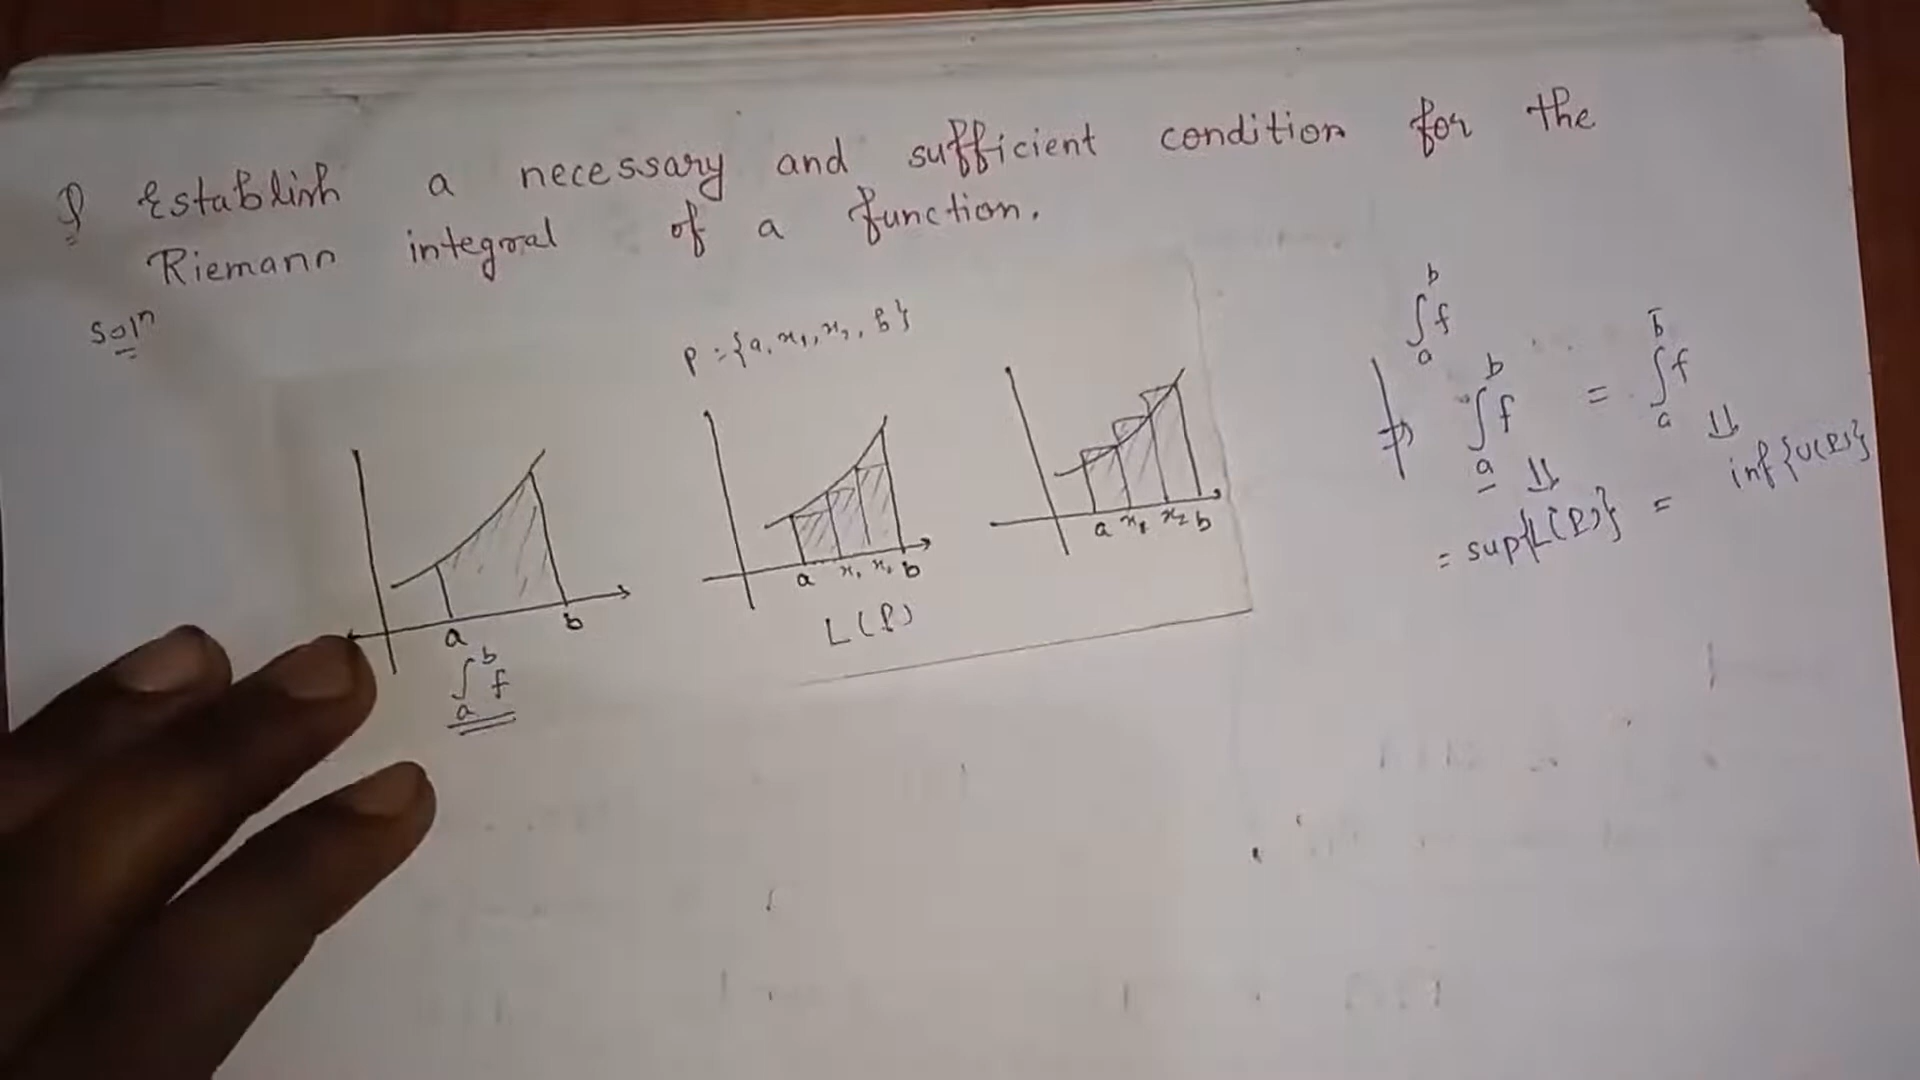 Q Establish a necessary and sufficient condition for the
Riemann integral of a function.
Soln
P = {a, x₁, x₂, b}
a b
∫ₐᵇ f
a x₁ x₂ b
L(P)
a x₁ x₂ b
∫ₐᵇ f
⇒ ∫ₐᵇ f = ∫ₐᵇ f
⇓ ⇓
= sup{L(P)} = inf{U(P)}